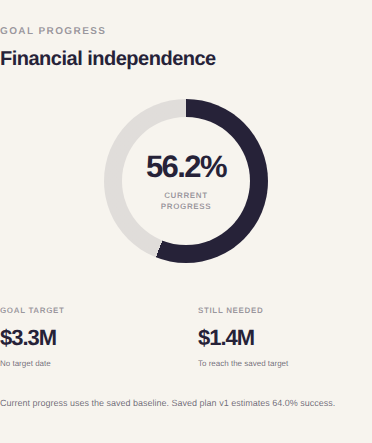 GOAL PROGRESS
Financial independence
56.2%
CURRENT
PROGRESS
GOAL TARGET
$3.3M
No target date
STILL NEEDED
$1.4M
To reach the saved target
Current progress uses the saved baseline. Saved plan v1 estimates 64.0% success.